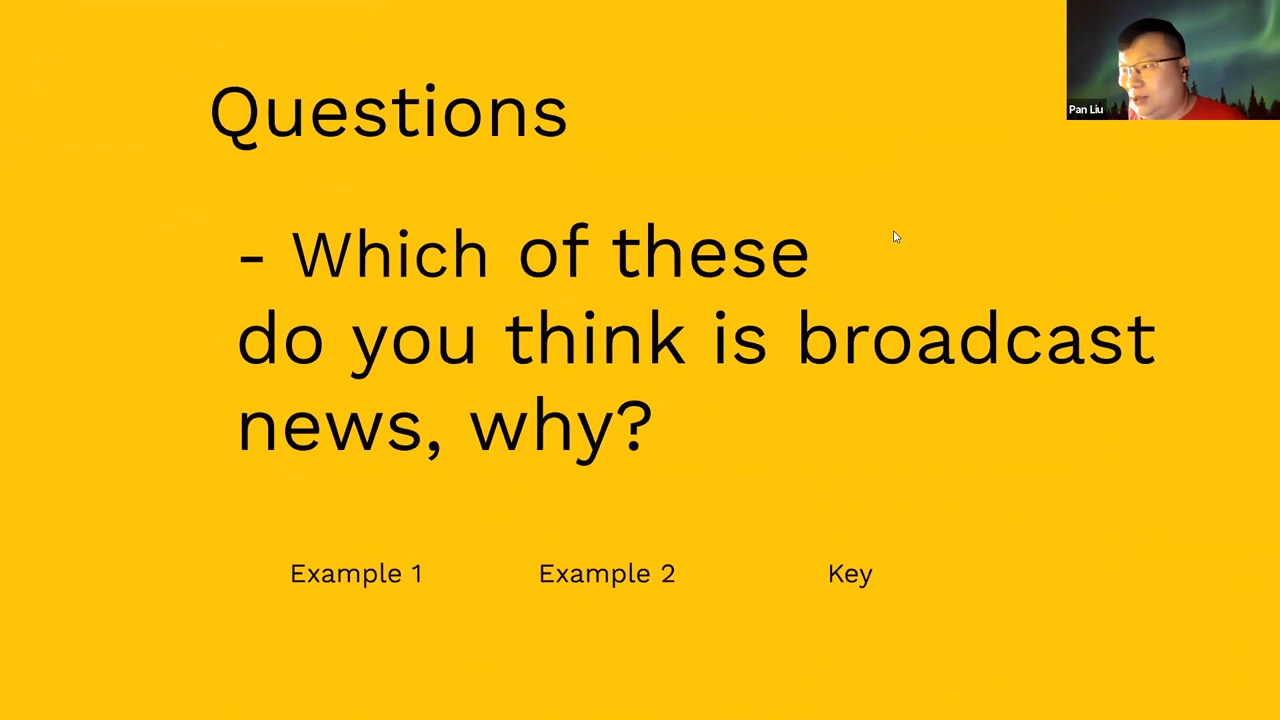 Questions
Pan Liu
- Which of these
do you think is broadcast
news, why?
Example 1 Example 2 Key